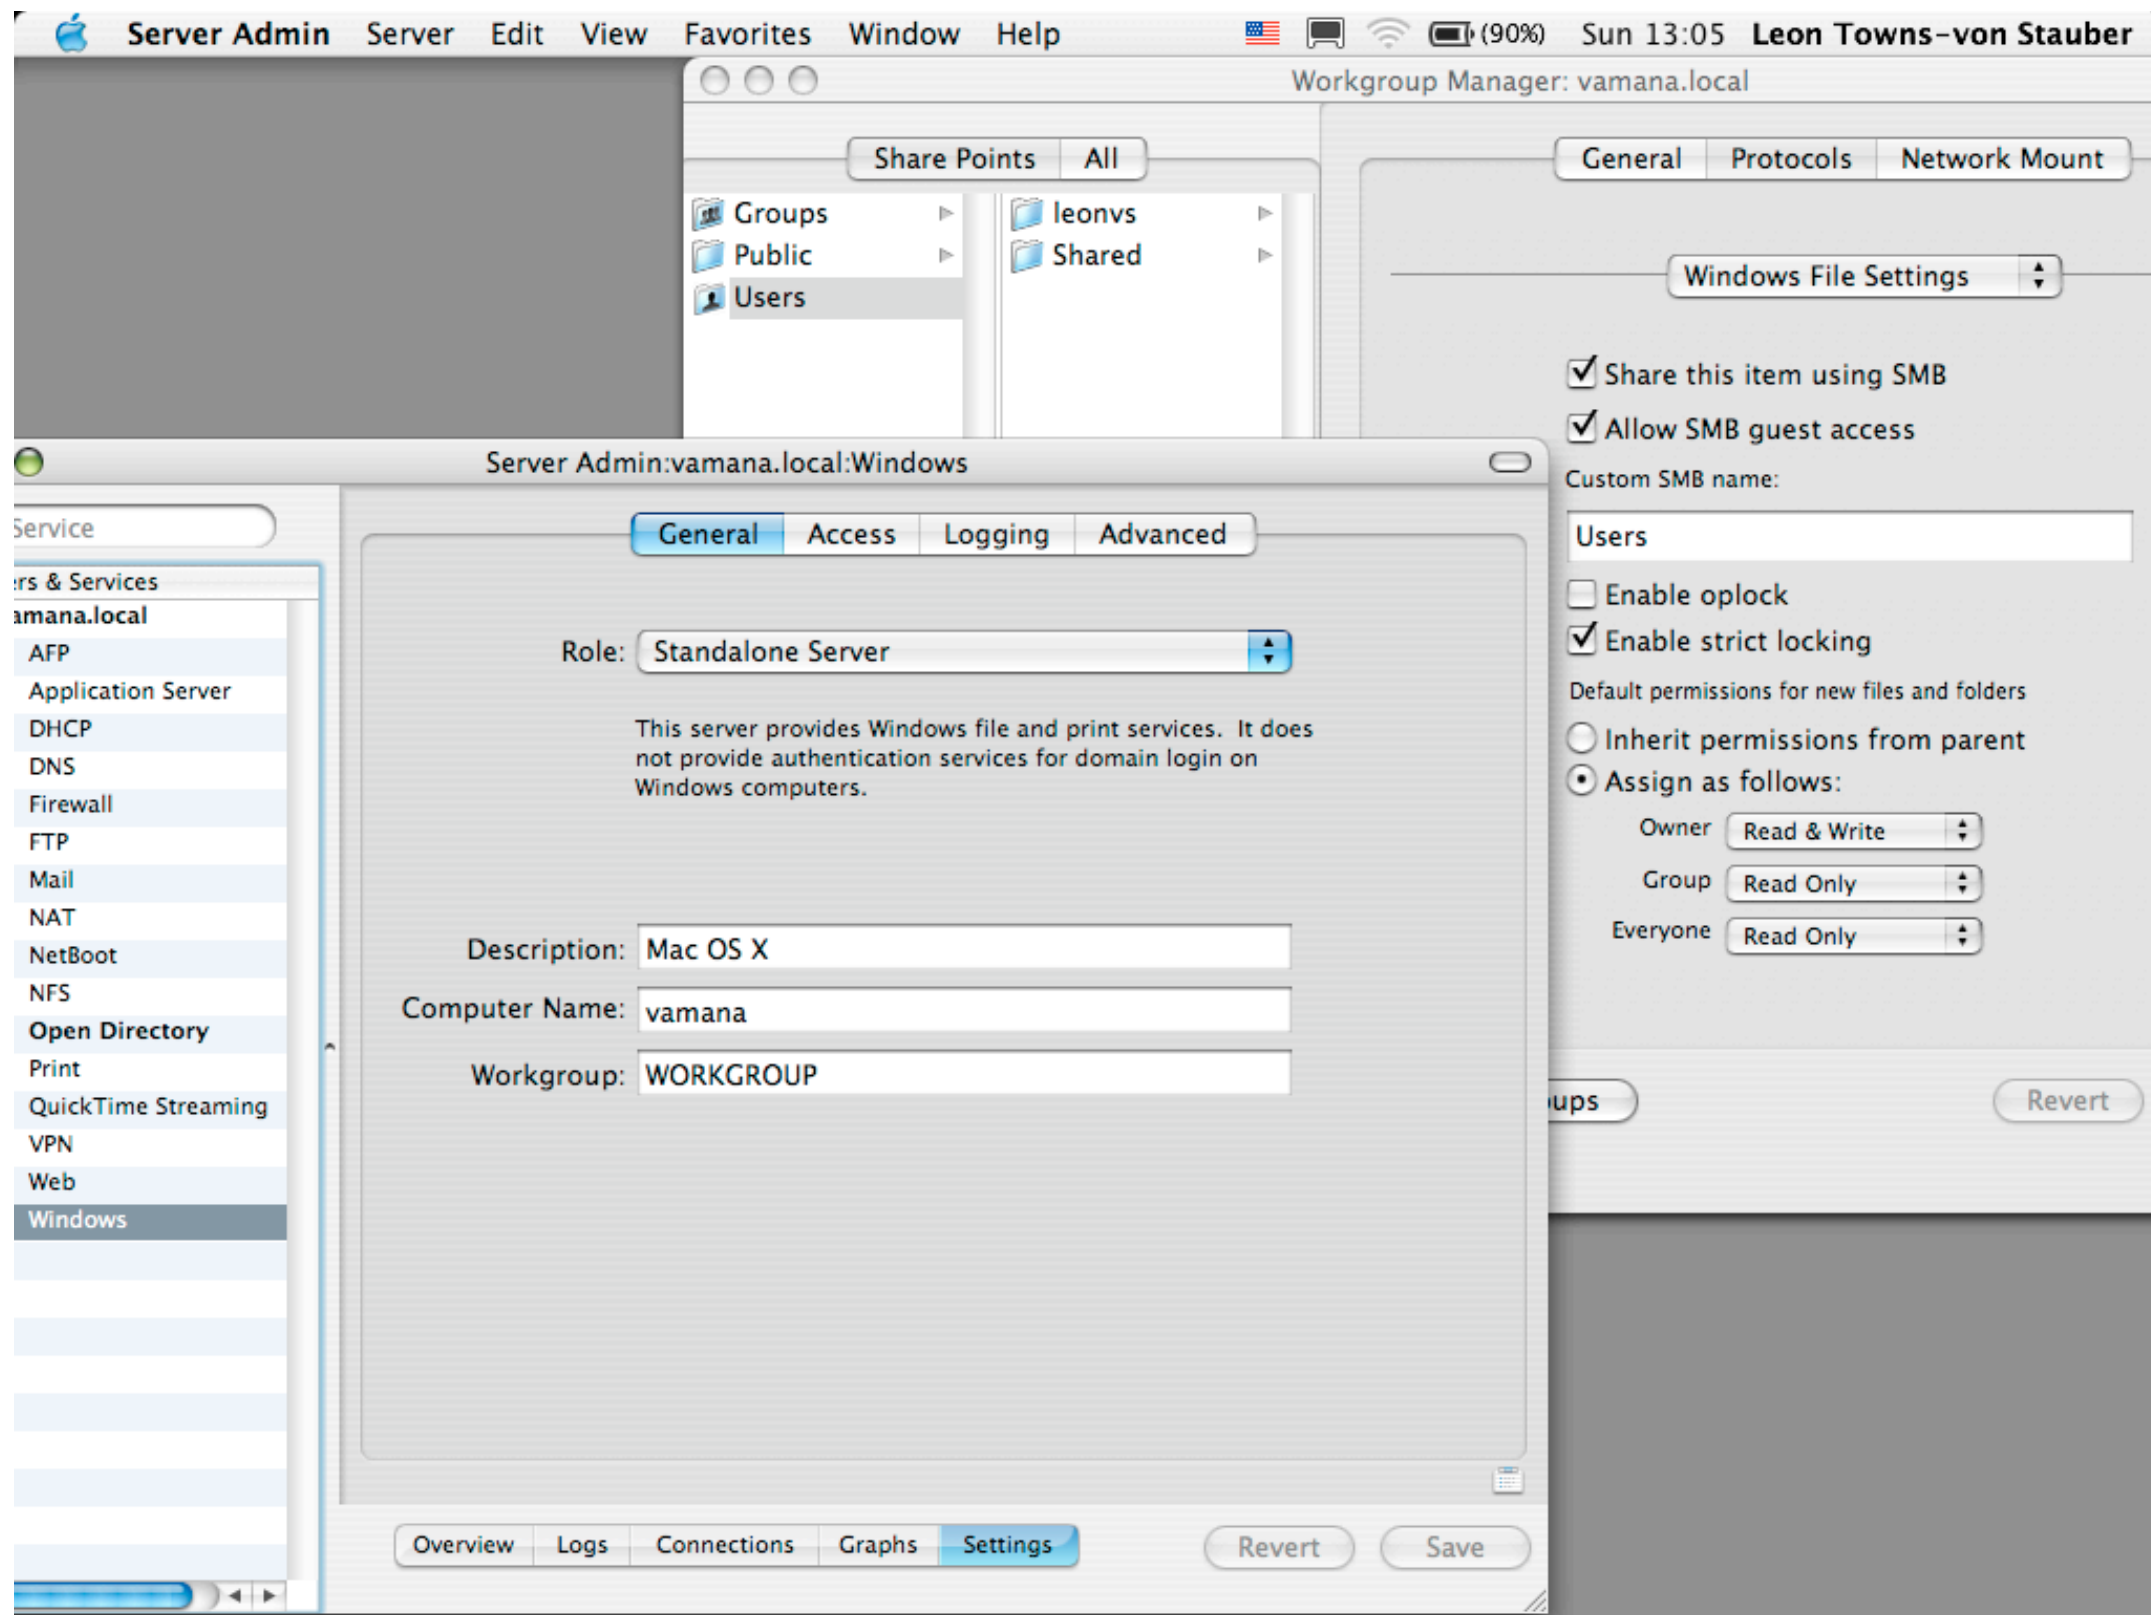 Server Admin Server Edit View Favorites Window Help (90%) Sun 13:05 Leon Towns-von Stauber
Workgroup Manager: vamana.local
Share Points All
Groups
Public
Users
leonvs
Shared
General Protocols Network Mount
Windows File Settings
Share this item using SMB
Allow SMB guest access
Custom SMB name:
Users
Enable oplock
Enable strict locking
Default permissions for new files and folders
Inherit permissions from parent
Assign as follows:
Owner Read & Write
Group Read Only
Everyone Read Only
ups Revert
Server Admin:vamana.local:Windows
Service
ers & Services
amana.local
AFP
Application Server
DHCP
DNS
Firewall
FTP
Mail
NAT
NetBoot
NFS
Open Directory
Print
QuickTime Streaming
VPN
Web
Windows
General Access Logging Advanced
Role: Standalone Server
This server provides Windows file and print services. It does
not provide authentication services for domain login on
Windows computers.
Description: Mac OS X
Computer Name: vamana
Workgroup: WORKGROUP
Overview Logs Connections Graphs Settings Revert Save